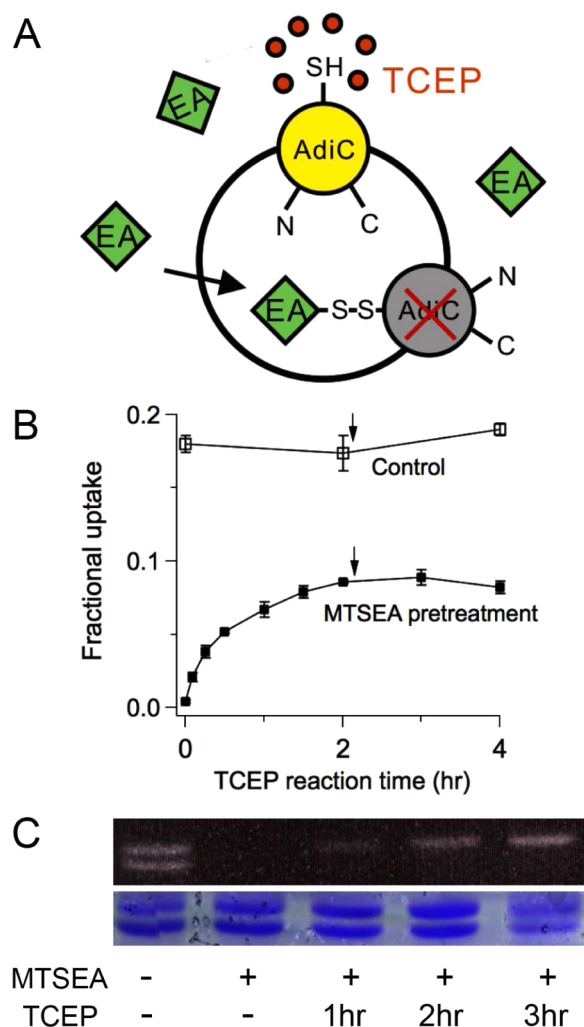 A
SH
TCEP
EA
AdiC
EA
EA
N
C
N
EA
S
S
AdiC
C
B
0.2
Control
Fractional uptake
0.1
MTSEA pretreatment
0.0
0
2
4
TCEP reaction time (hr)
C
MTSEA - + + + +
TCEP - - 1hr 2hr 3hr